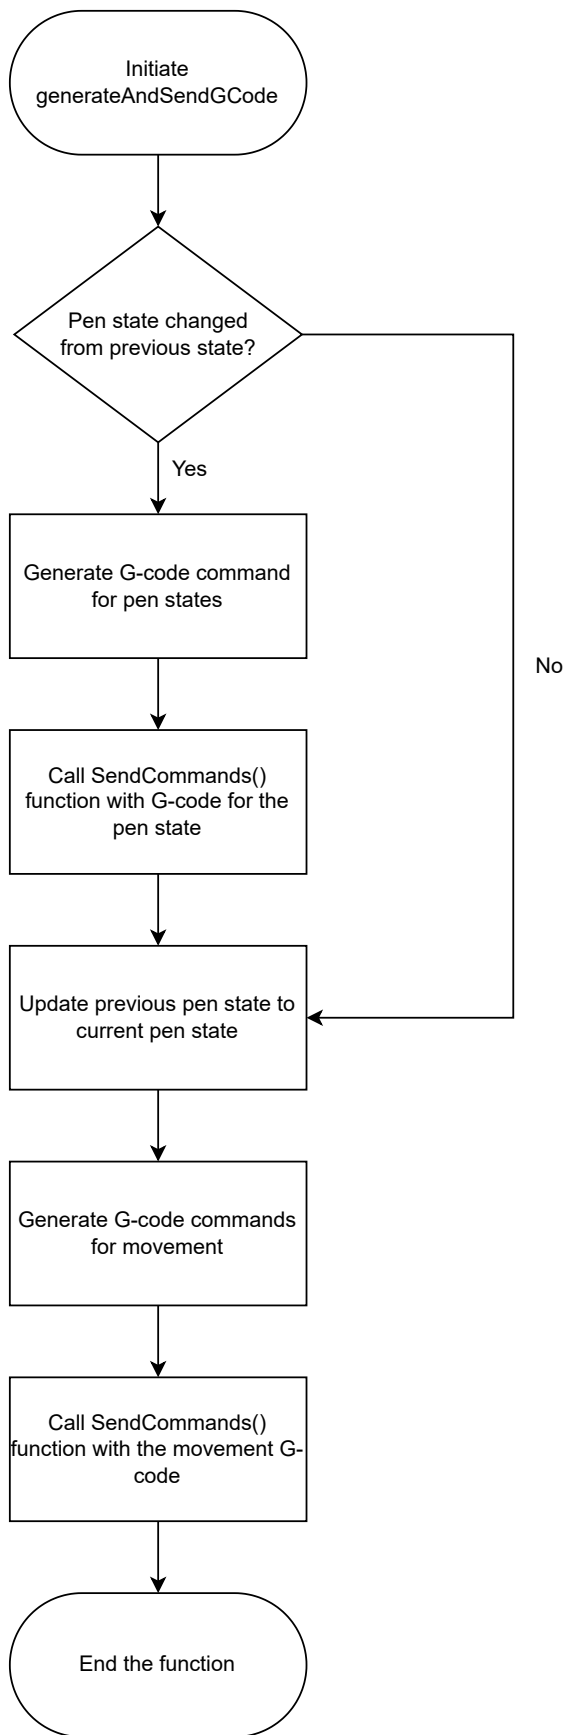 Initiate
generateAndSendGCode
Pen state changed
from previous state?
Yes
Generate G-code command
for pen states
No
Call SendCommands()
function with G-code for the
pen state
Update previous pen state to
current pen state
Generate G-code commands
for movement
Call SendCommands()
function with the movement G-
code
End the function